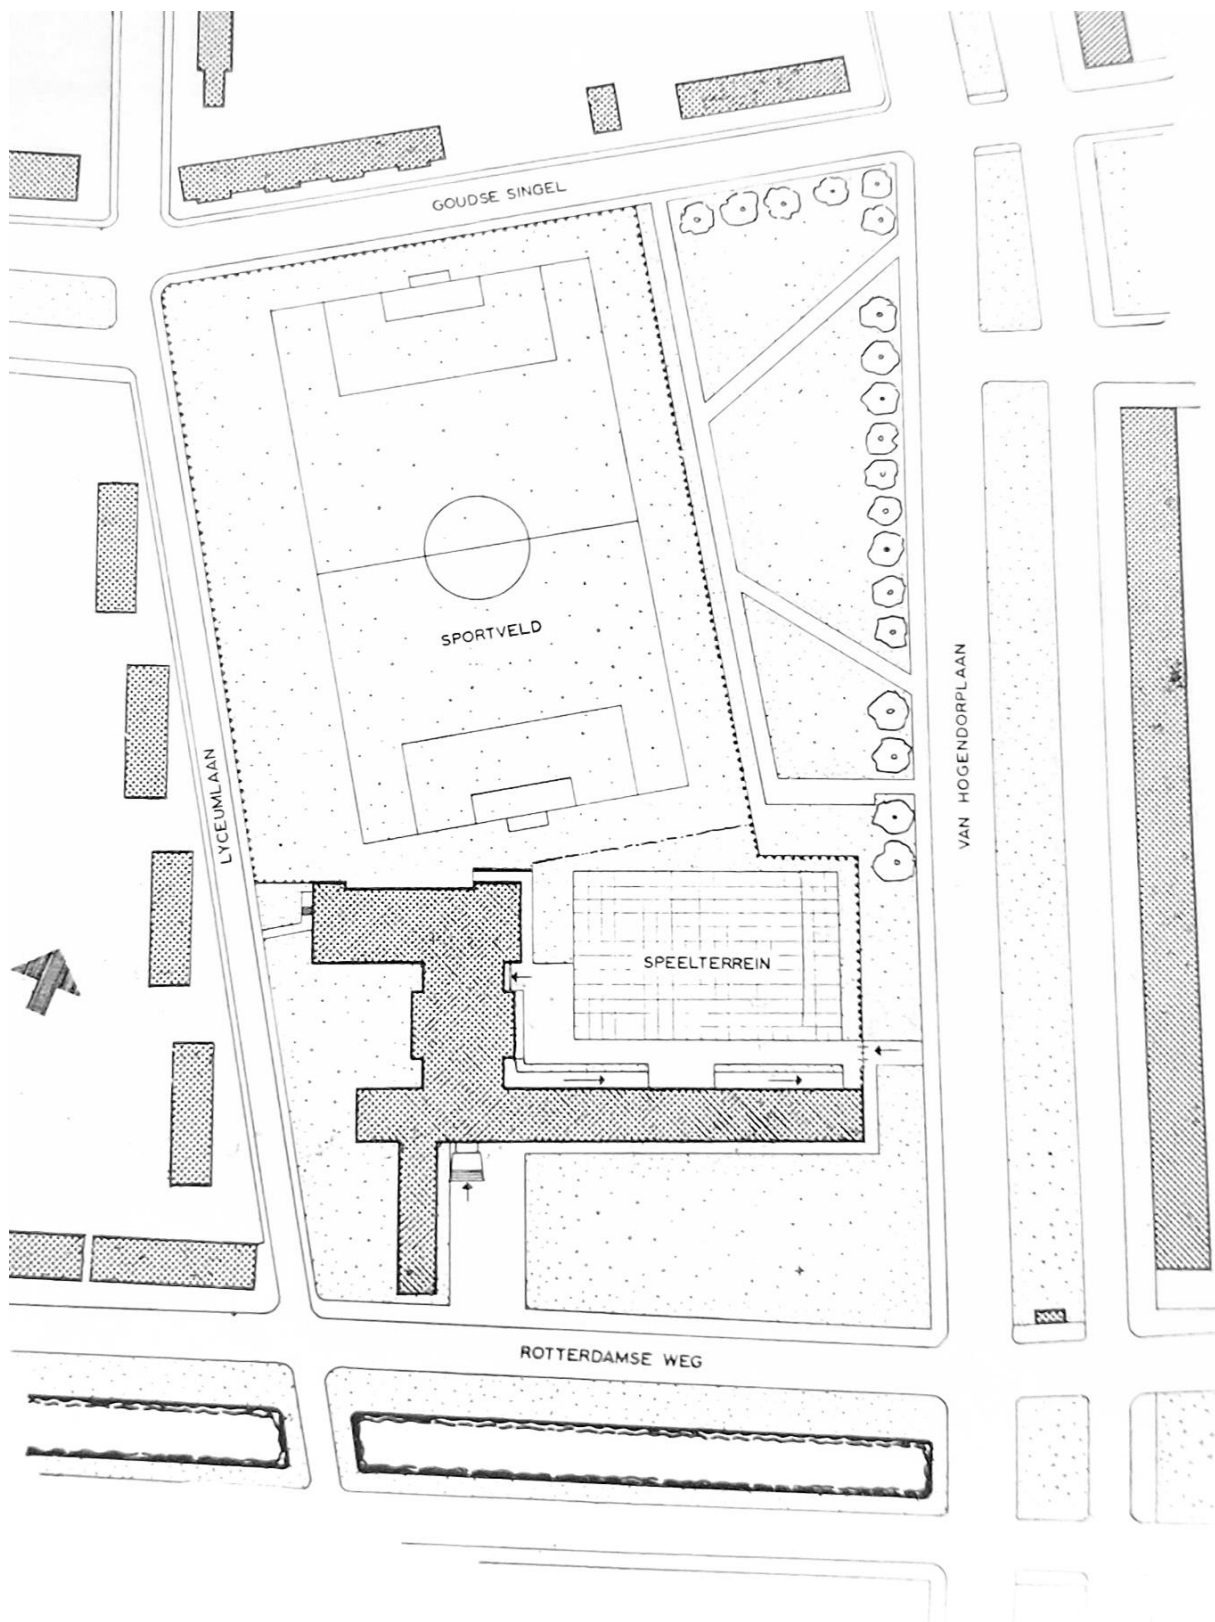 GOUDSE SINGEL
SPORTVELD
VAN HOGENDORPLAAN
LYCEUMLAAN
SPEELTERREIN
ROTTERDAMSE WEG